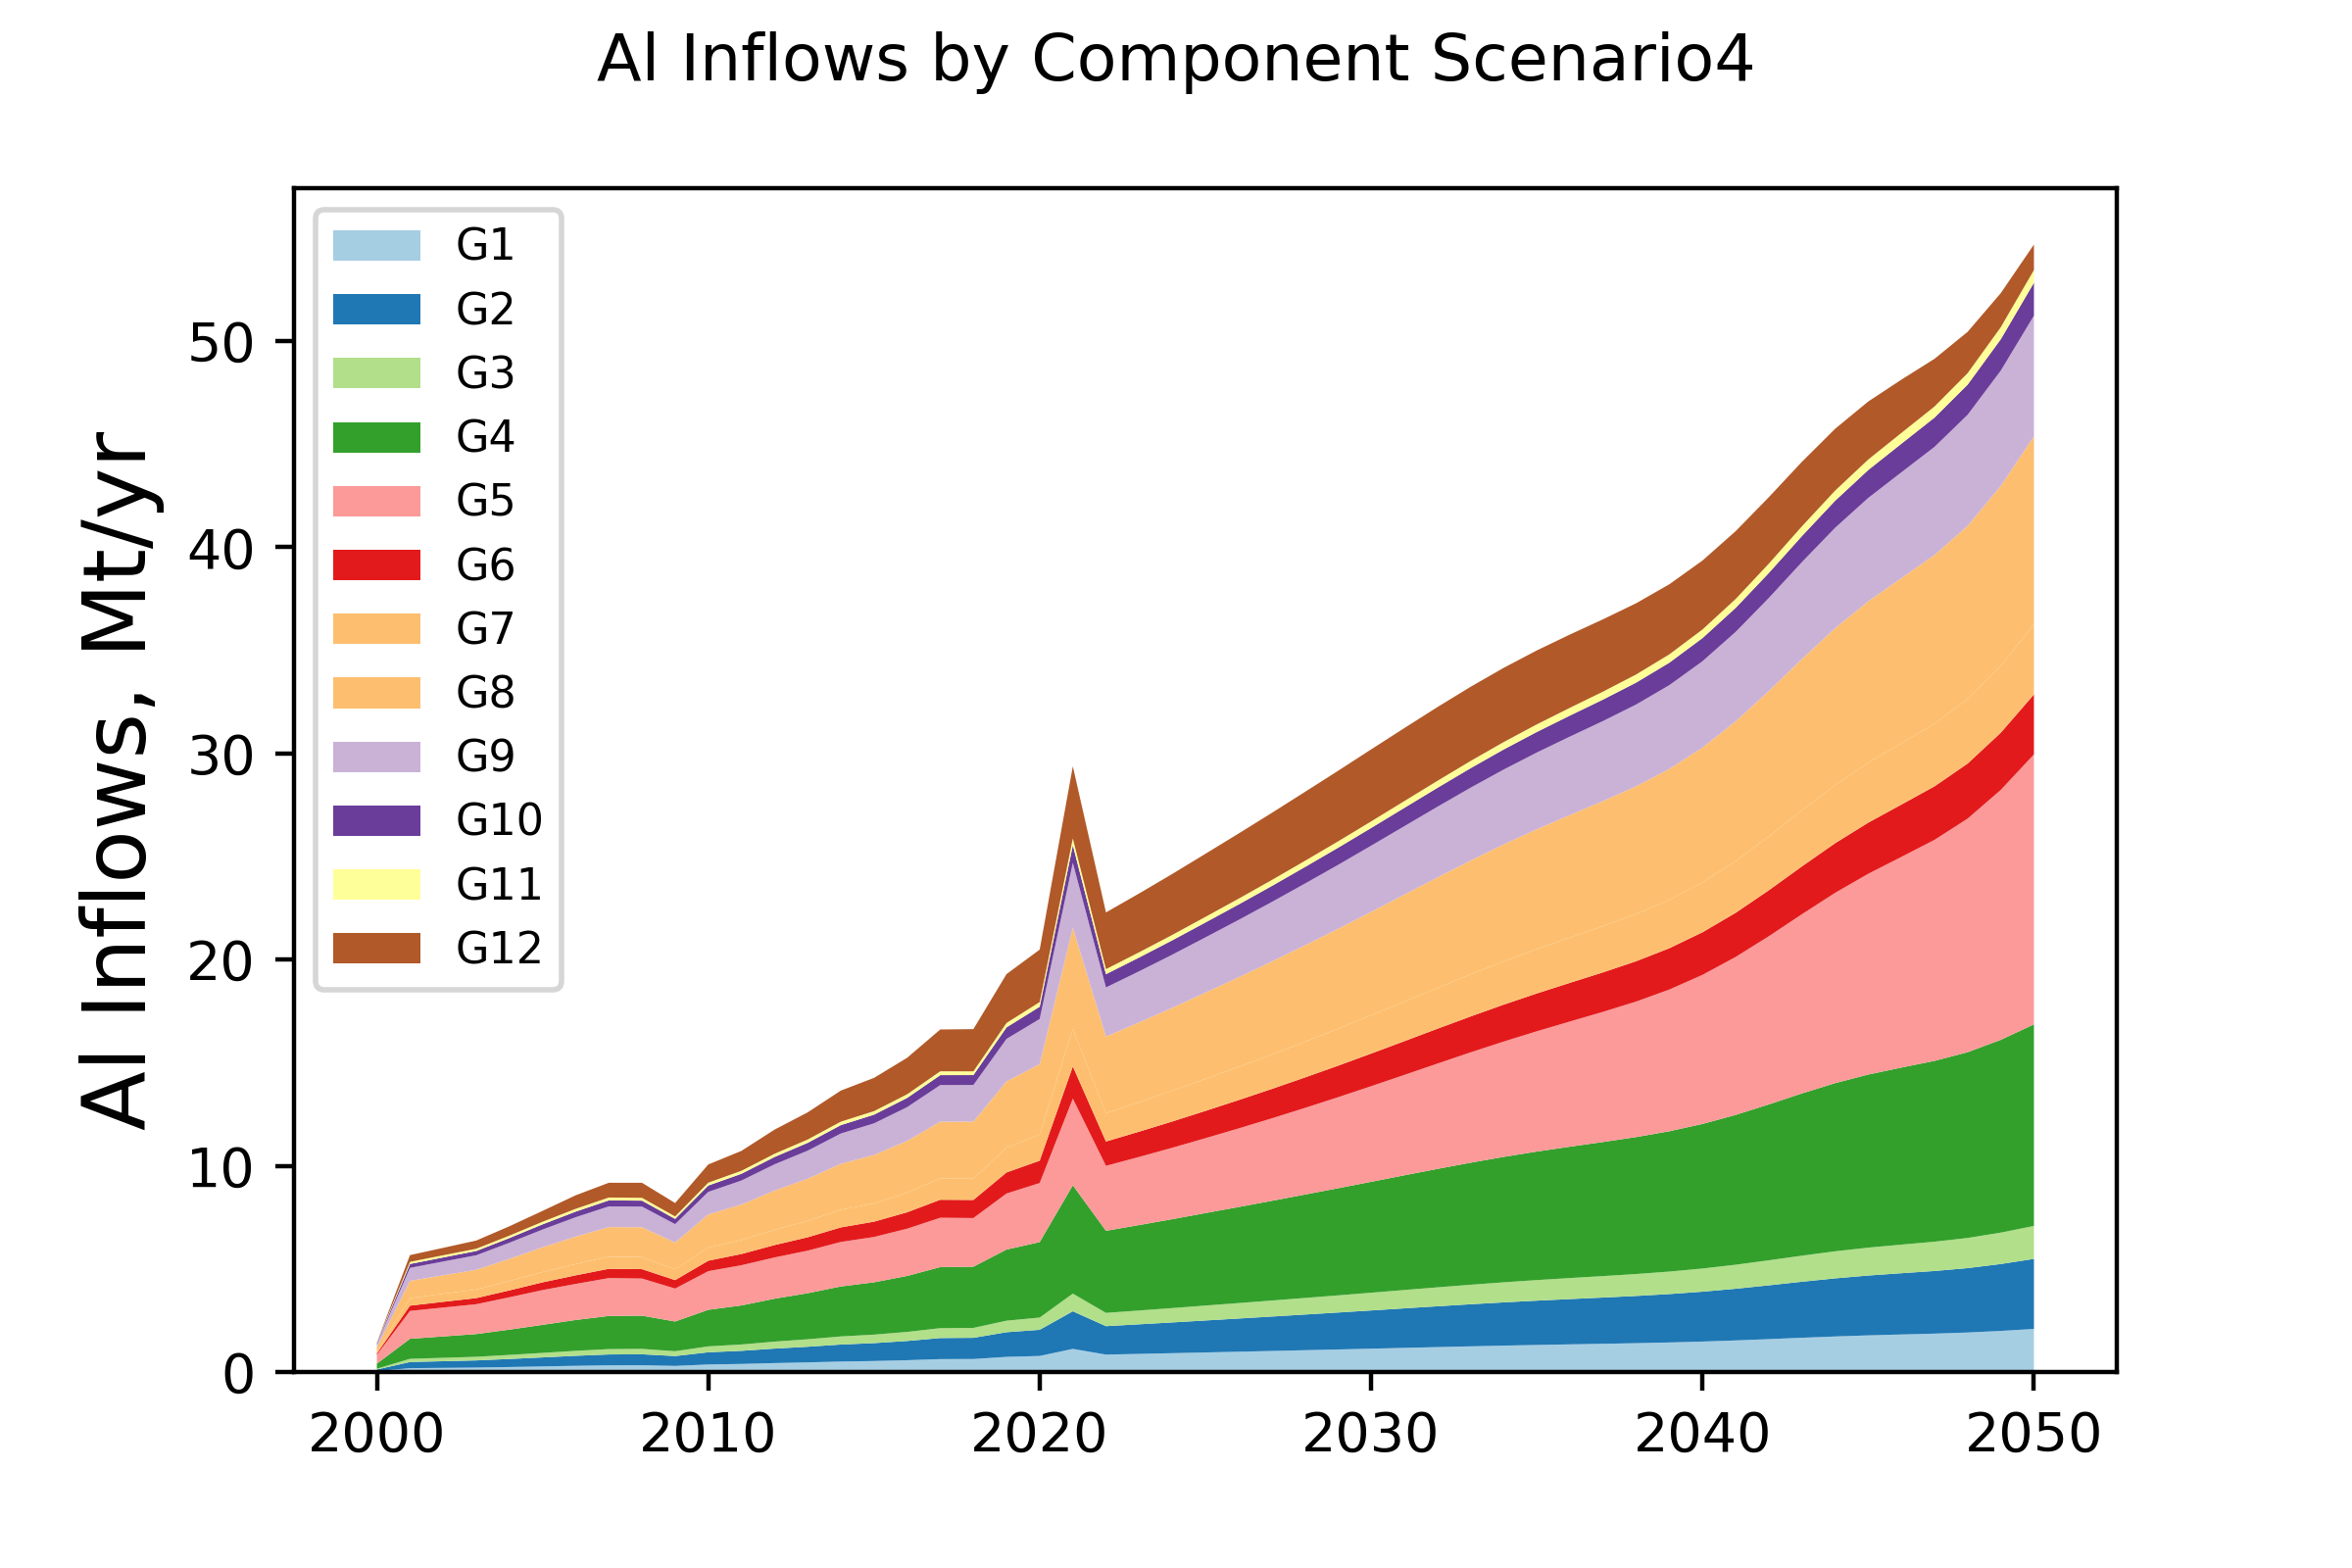 Al Inflows by Component Scenario4
Al Inflows, Mt/yr
50
40
30
20
10
0
G1
G2
G3
G4
G5
G6
G7
G8
G9
G10
G11
G12
2000 2010 2020 2030 2040 2050